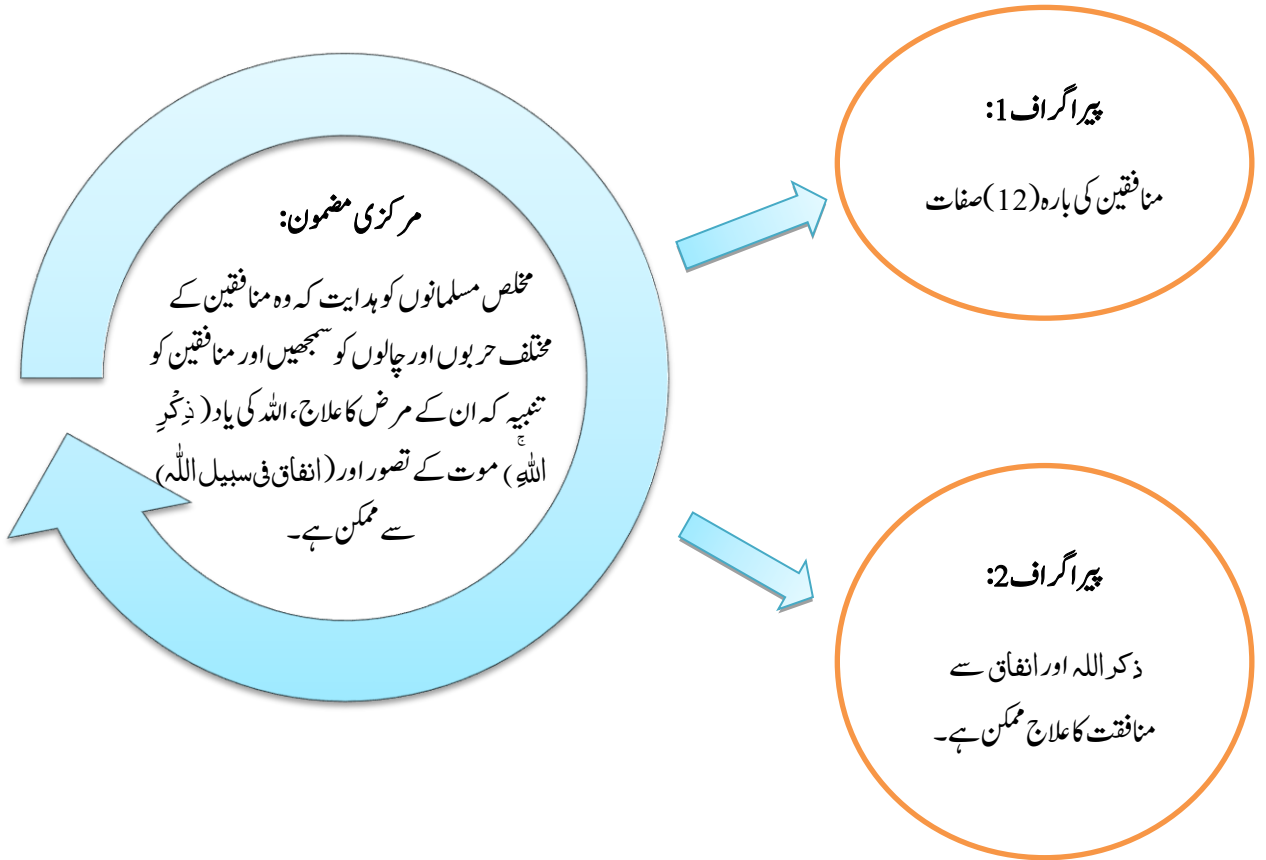 مرکزی مضمون:
مخلص مسلمانوں کو ہدایت کہ وہ منافقین کے
مختلف حربوں اور چالوں کو سمجھیں اور منافقین کو
تنبیہ کہ ان کے مرض کا علاج، اللہ کی یاد ( ذِکْرِ
اللّٰهِۚ ) موت کے تصور اور (انفاق فی سبیل اللّٰہ)
سے ممکن ہے۔
پیراگراف 1:
منافقین کی بارہ (12) صفات
پیراگراف 2:
ذکر اللہ اور انفاق سے
منافقت کا علاج ممکن ہے۔